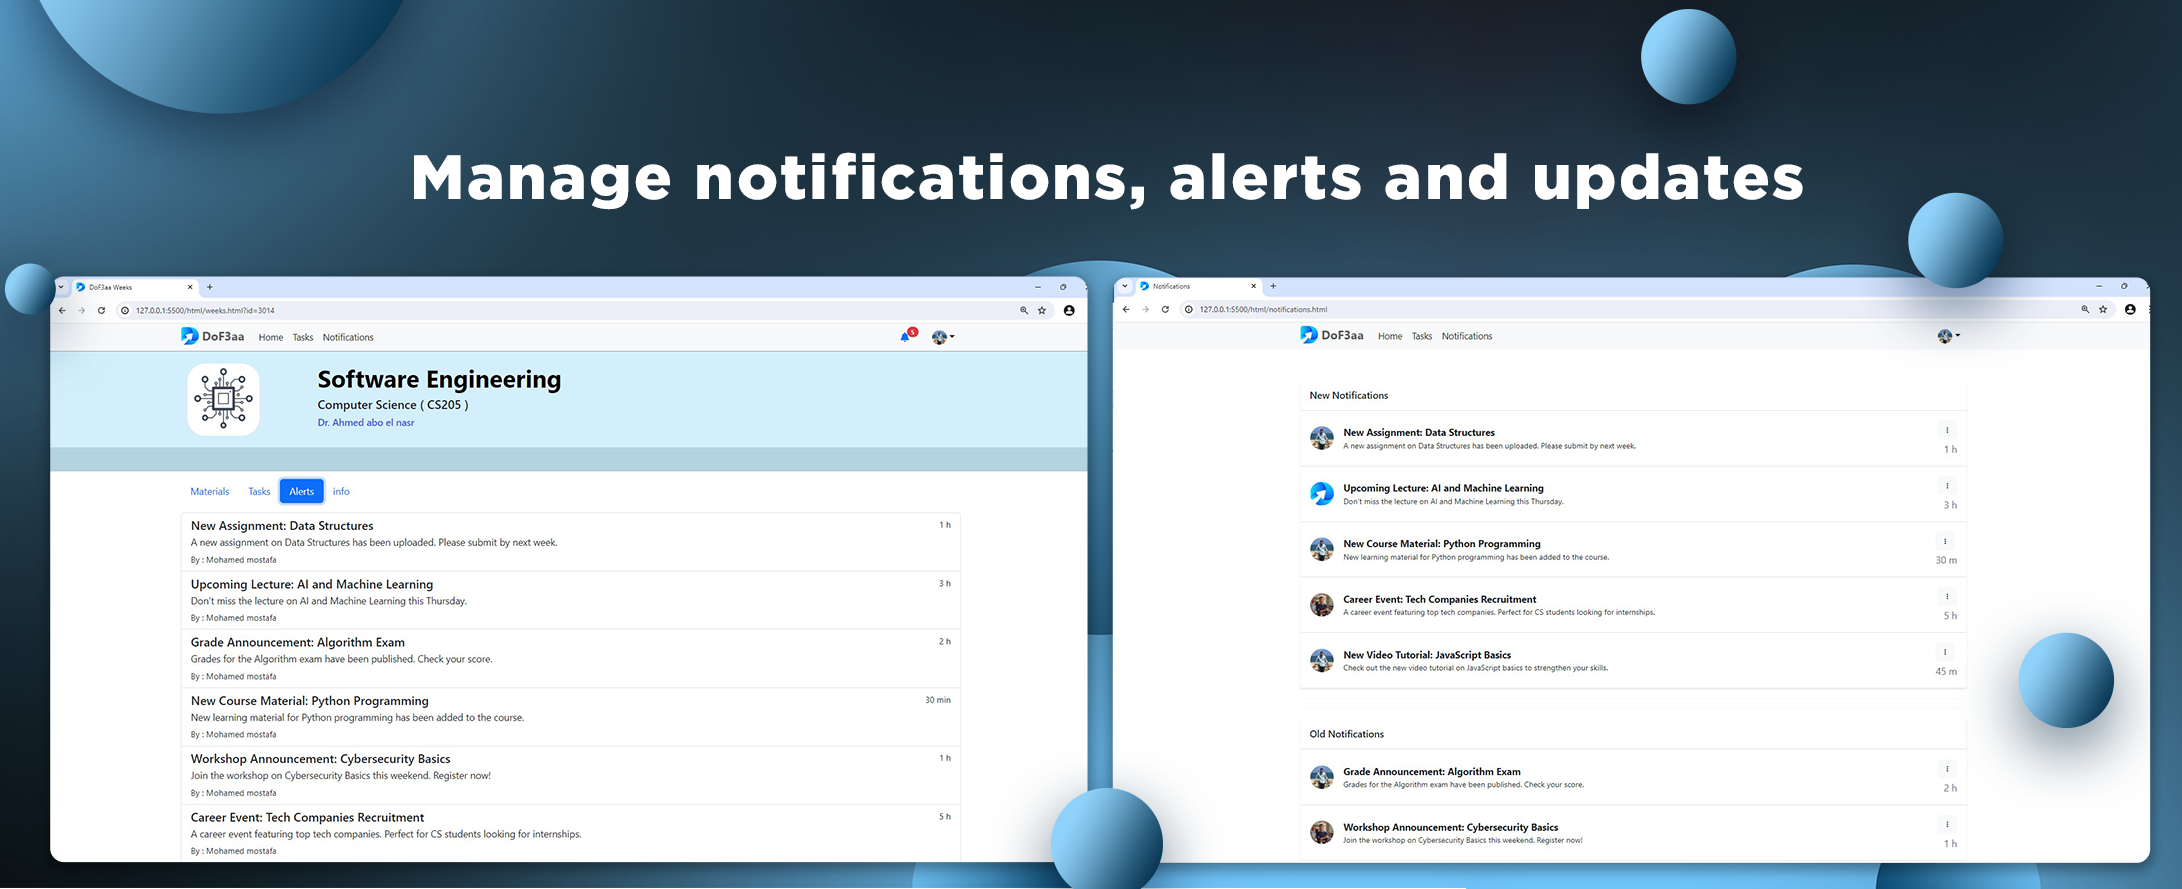 Manage notifications, alerts and updates
DoF3aa Weeks
127.0.0.1:5500/html/weeks.html?id=3014
DoF3aa Home Tasks Notifications 5
Software Engineering
Computer Science ( CS205 )
Dr. Ahmed abo el nasr
Materials Tasks Alerts info
New Assignment: Data Structures 1 h
A new assignment on Data Structures has been uploaded. Please submit by next week.
By : Mohamed mostafa
Upcoming Lecture: AI and Machine Learning 3 h
Don't miss the lecture on AI and Machine Learning this Thursday.
By : Mohamed mostafa
Grade Announcement: Algorithm Exam 2 h
Grades for the Algorithm exam have been published. Check your score.
By : Mohamed mostafa
New Course Material: Python Programming 30 min
New learning material for Python programming has been added to the course.
By : Mohamed mostafa
Workshop Announcement: Cybersecurity Basics 1 h
Join the workshop on Cybersecurity Basics this weekend. Register now!
By : Mohamed mostafa
Career Event: Tech Companies Recruitment 5 h
A career event featuring top tech companies. Perfect for CS students looking for internships.
By : Mohamed mostafa
Notifications
127.0.0.1:5500/html/notifications.html
DoF3aa Home Tasks Notifications
New Notifications
New Assignment: Data Structures
A new assignment on Data Structures has been uploaded. Please submit by next week.
1 h
Upcoming Lecture: AI and Machine Learning
Don't miss the lecture on AI and Machine Learning this Thursday.
3 h
New Course Material: Python Programming
New learning material for Python programming has been added to the course.
30 m
Career Event: Tech Companies Recruitment
A career event featuring top tech companies. Perfect for CS students looking for internships.
5 h
New Video Tutorial: JavaScript Basics
Check out the new video tutorial on JavaScript basics to strengthen your skills.
45 m
Old Notifications
Grade Announcement: Algorithm Exam
Grades for the Algorithm exam have been published. Check your score.
2 h
Workshop Announcement: Cybersecurity Basics
Join the workshop on Cybersecurity Basics this weekend. Register now!
1 h